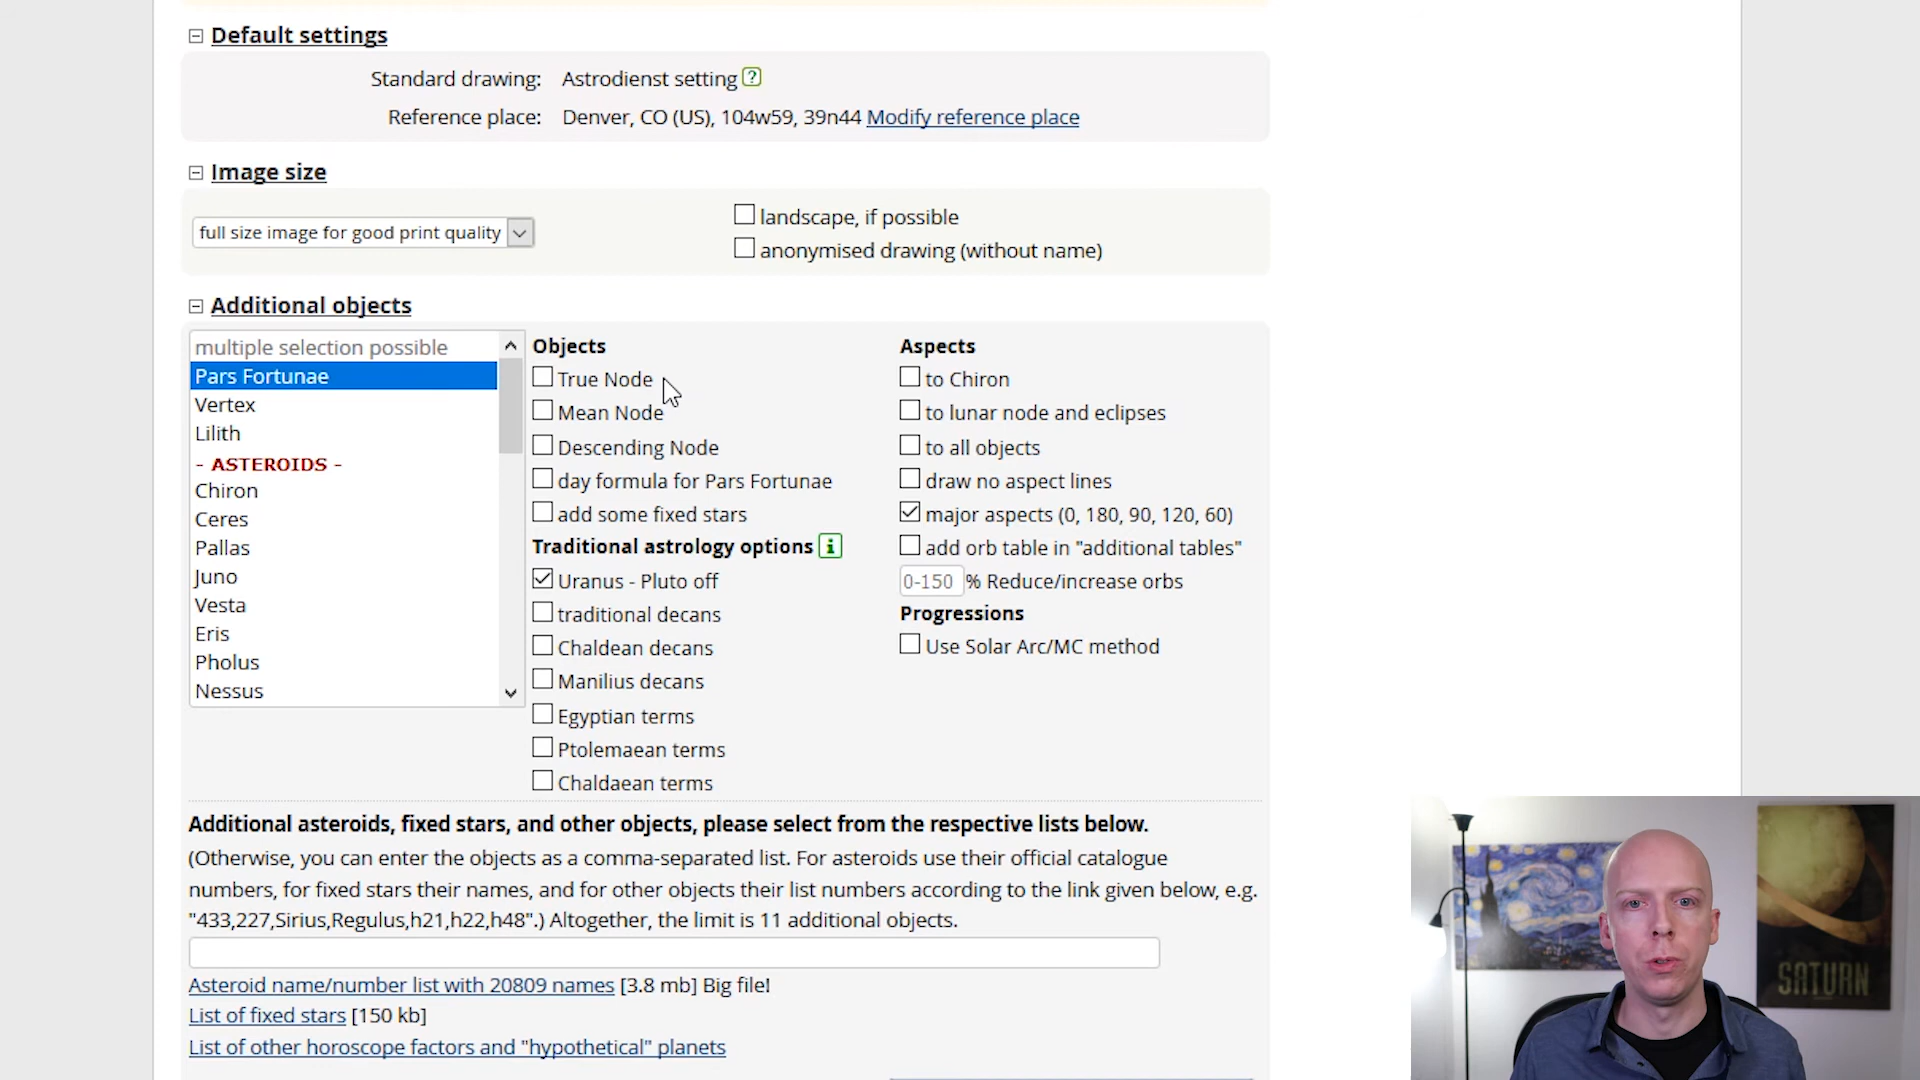 Default settings
Standard drawing: Astrodienst setting ?
Reference place: Denver, CO (US), 104w59, 39n44 Modify reference place
Image size
full size image for good print quality
landscape, if possible
anonymised drawing (without name)
Additional objects
multiple selection possible
Pars Fortunae
Vertex
Lilith
- ASTEROIDS -
Chiron
Ceres
Pallas
Juno
Vesta
Eris
Pholus
Nessus
Objects
True Node
Mean Node
Descending Node
day formula for Pars Fortunae
add some fixed stars
Traditional astrology options i
Uranus - Pluto off
traditional decans
Chaldean decans
Manilius decans
Egyptian terms
Ptolemaean terms
Chaldaean terms
Aspects
to Chiron
to lunar node and eclipses
to all objects
draw no aspect lines
major aspects (0, 180, 90, 120, 60)
add orb table in "additional tables"
0-150 % Reduce/increase orbs
Progressions
Use Solar Arc/MC method
Additional asteroids, fixed stars, and other objects, please select from the respective lists below.
(Otherwise, you can enter the objects as a comma-separated list. For asteroids use their official catalogue
numbers, for fixed stars their names, and for other objects their list numbers according to the link given below, e.g.
"433,227,Sirius,Regulus,h21,h22,h48".) Altogether, the limit is 11 additional objects.
Asteroid name/number list with 20809 names [3.8 mb] Big file!
List of fixed stars [150 kb]
List of other horoscope factors and "hypothetical" planets
SATURN